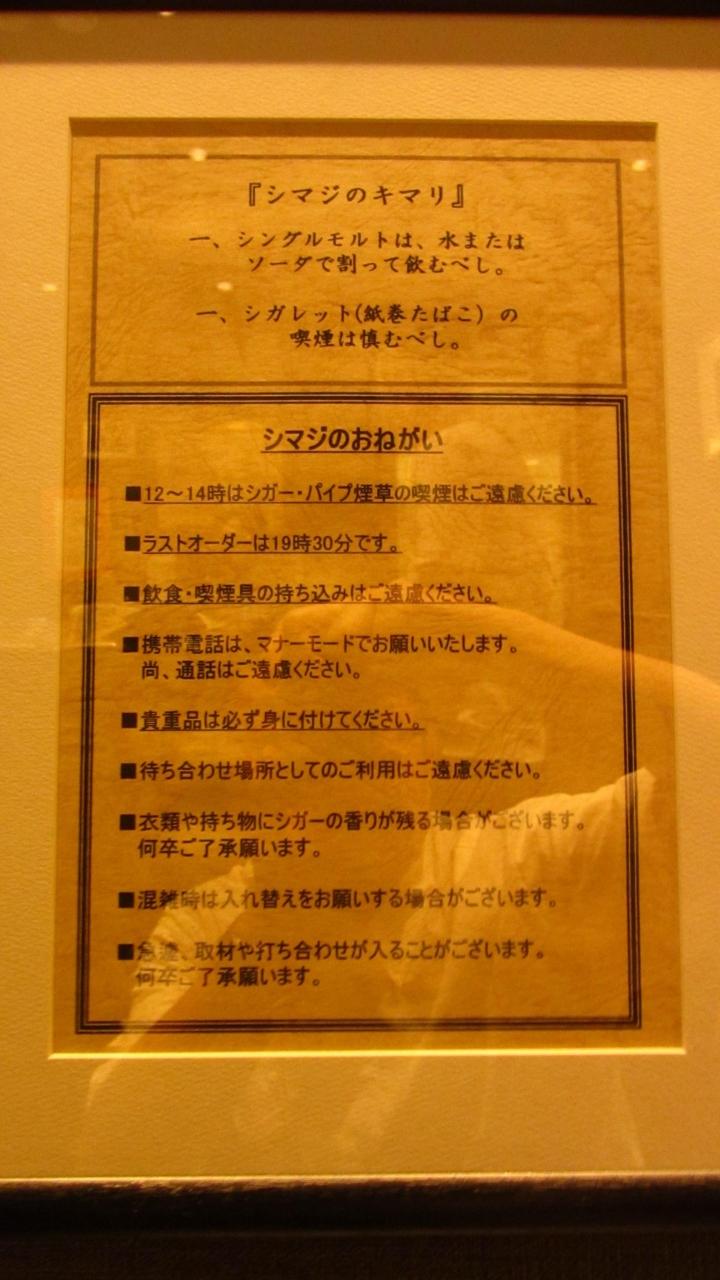 『シマジのキマリ』
一、シングルモルトは、水または
ソーダで割って飲むべし。
一、シガレット(紙巻たばこ)の
喫煙は慎むべし。
シマジのおねがい
■12～14時はシガー・パイプ煙草の喫煙はご遠慮ください。
■ラストオーダーは19時30分です。
■飲食・喫煙具の持ち込みはご遠慮ください。
■携帯電話は、マナーモードでお願いいたします。
尚、通話はご遠慮ください。
■貴重品は必ず身に付けてください。
■待ち合わせ場所としてのご利用はご遠慮ください。
■衣類や持ち物にシガーの香りが残る場合がございます。
何卒ご了承願います。
■混雑時は入れ替えをお願いする場合がございます。
■急遽、取材や打ち合わせが入ることがございます。
何卒ご了承願います。